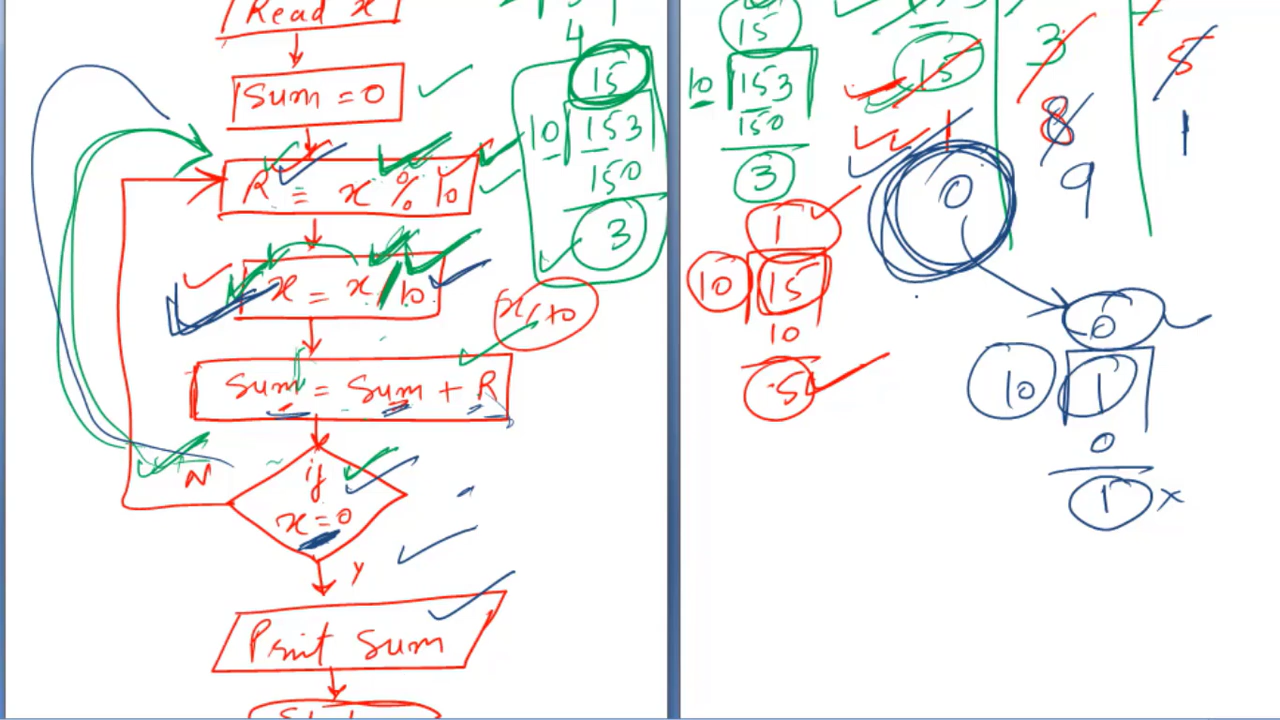 Read x
Sum = 0
R = x % 10
x = x / 10
Sum = Sum + R
if
x = 0
N
Y
Print Sum
4
15
10 153
150
3
x/10
15
10 153
150
3
1
10 15
10
5
15
1
0
3
8
9
5
1
0
10 1
0
1 x